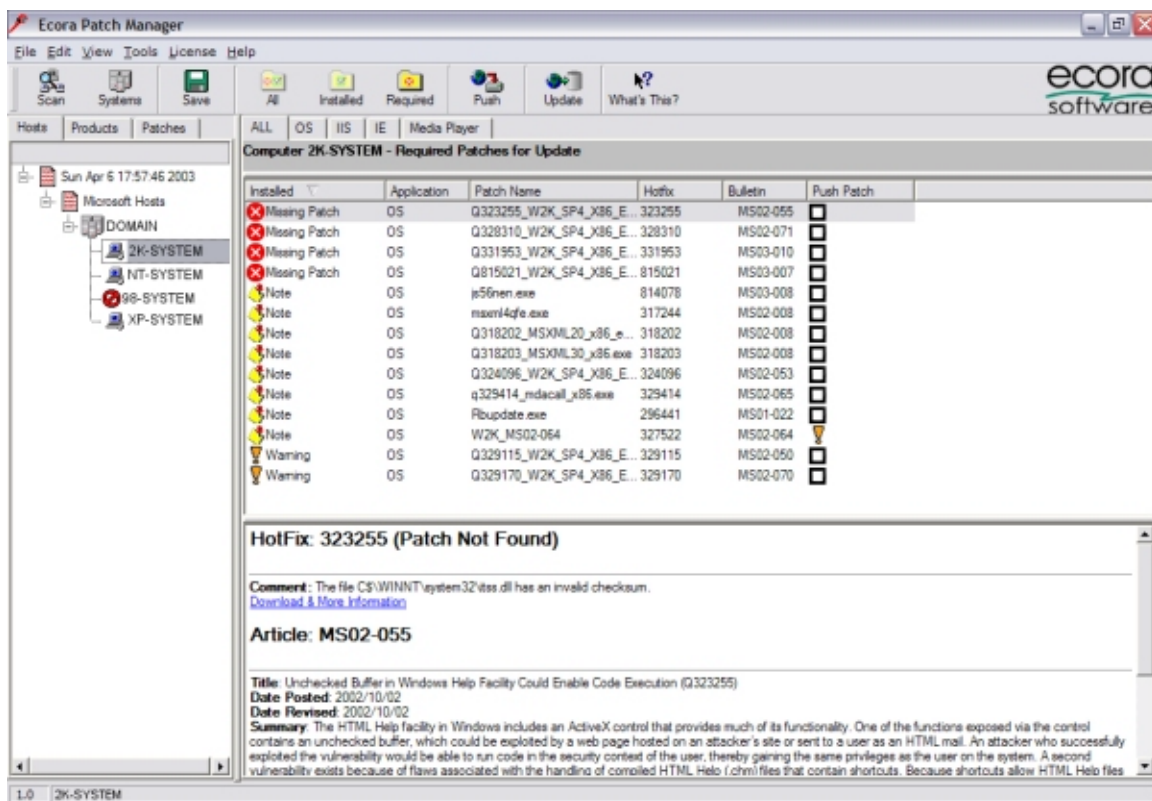 Ecora Patch Manager
File Edit View Tools License Help
Scan Systems Save All Installed Required Push Update What's This?
ecora
software
Hosts Products Patches
ALL OS IIS IE Media Player
Computer 2K-SYSTEM - Required Patches for Update
Sun Apr 6 17:57:46 2003
Microsoft Hosts
DOMAIN
2K-SYSTEM
NT-SYSTEM
98-SYSTEM
XP-SYSTEM
Installed Application Patch Name Hotfix Bulletin Push Patch
Missing Patch OS Q323255_W2K_SP4_X86_E... 323255 MS02-055
Missing Patch OS Q328310_W2K_SP4_X86_E... 328310 MS02-071
Missing Patch OS Q331953_W2K_SP4_X86_E... 331953 MS03-010
Missing Patch OS Q815021_W2K_SP4_X86_E... 815021 MS03-007
Note OS js56nen.exe 814078 MS03-008
Note OS msxml4qfe.exe 317244 MS02-008
Note OS Q318202_MSXML20_x86_e... 318202 MS02-008
Note OS Q318203_MSXML30_x86.exe 318203 MS02-008
Note OS Q324096_W2K_SP4_X86_E... 324096 MS02-053
Note OS q329414_mdacall_x86.exe 329414 MS02-065
Note OS Rbupdate.exe 296441 MS01-022
Note OS W2K_MS02-064 327522 MS02-064
Warning OS Q329115_W2K_SP4_X86_E... 329115 MS02-050
Warning OS Q329170_W2K_SP4_X86_E... 329170 MS02-070
HotFix: 323255 (Patch Not Found)
Comment: The file C$\WINNT\system32\itss.dll has an invalid checksum.
Download & More Information
Article: MS02-055
Title: Unchecked Buffer in Windows Help Facility Could Enable Code Execution (Q323255)
Date Posted: 2002/10/02
Date Revised: 2002/10/02
Summary: The HTML Help facility in Windows includes an ActiveX control that provides much of its functionality. One of the functions exposed via the control
contains an unchecked buffer, which could be exploited by a web page hosted on an attacker's site or sent to a user as an HTML mail. An attacker who successfully
exploited the vulnerability would be able to run code in the security context of the user, thereby gaining the same privileges as the user on the system. A second
vulnerability exists because of flaws associated with the handling of compiled HTML Help (.chm) files that contain shortcuts. Because shortcuts allow HTML Help files
1.0 2K-SYSTEM